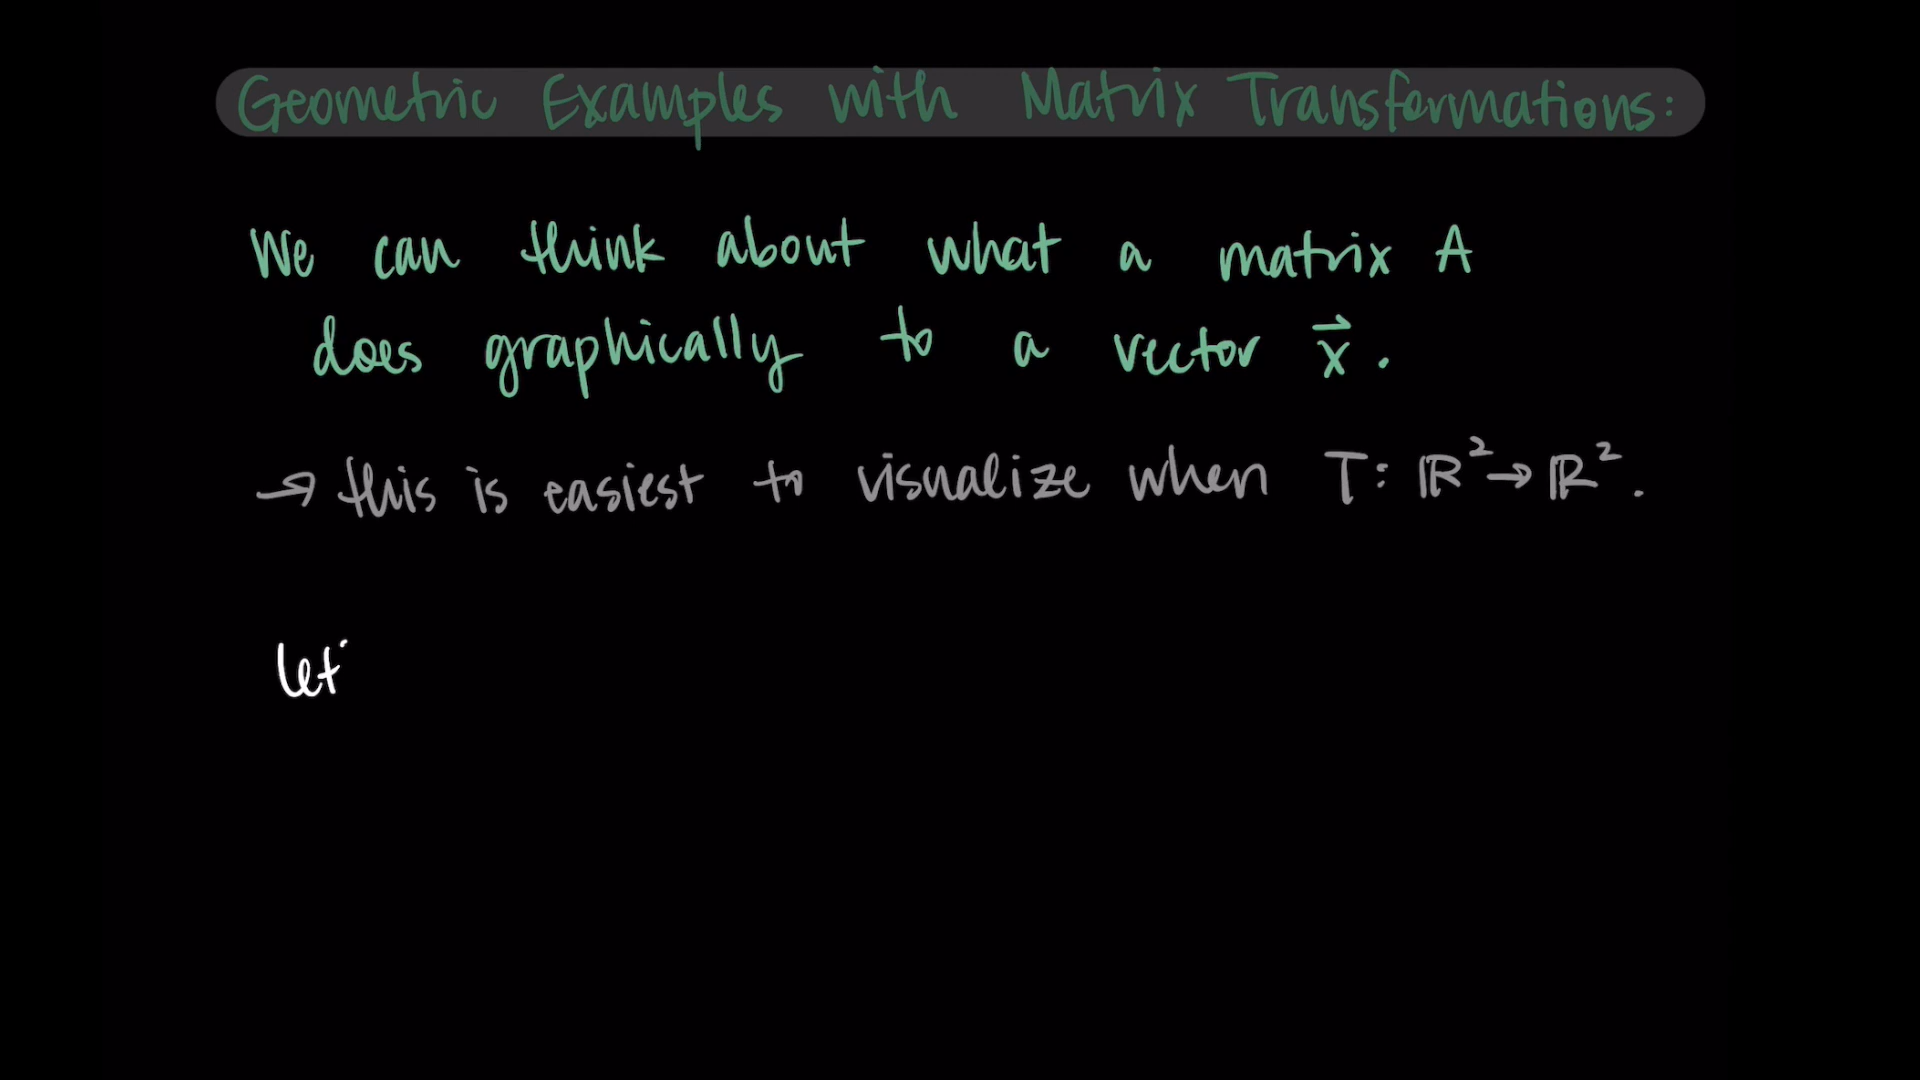 Geometric Examples with Matrix Transformations:
We can think about what a matrix A
does graphically to a vector x⃗.
→ this is easiest to visualize when T: ℝ² → ℝ².
let